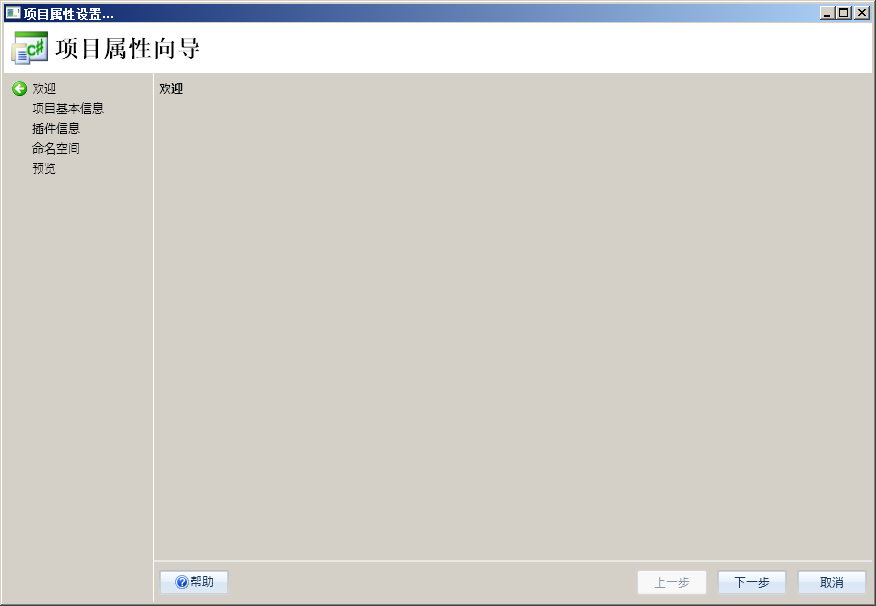 项目属性设置...
项目属性向导
欢迎
项目基本信息
插件信息
命名空间
预览
欢迎
帮助
上一步
下一步
取消